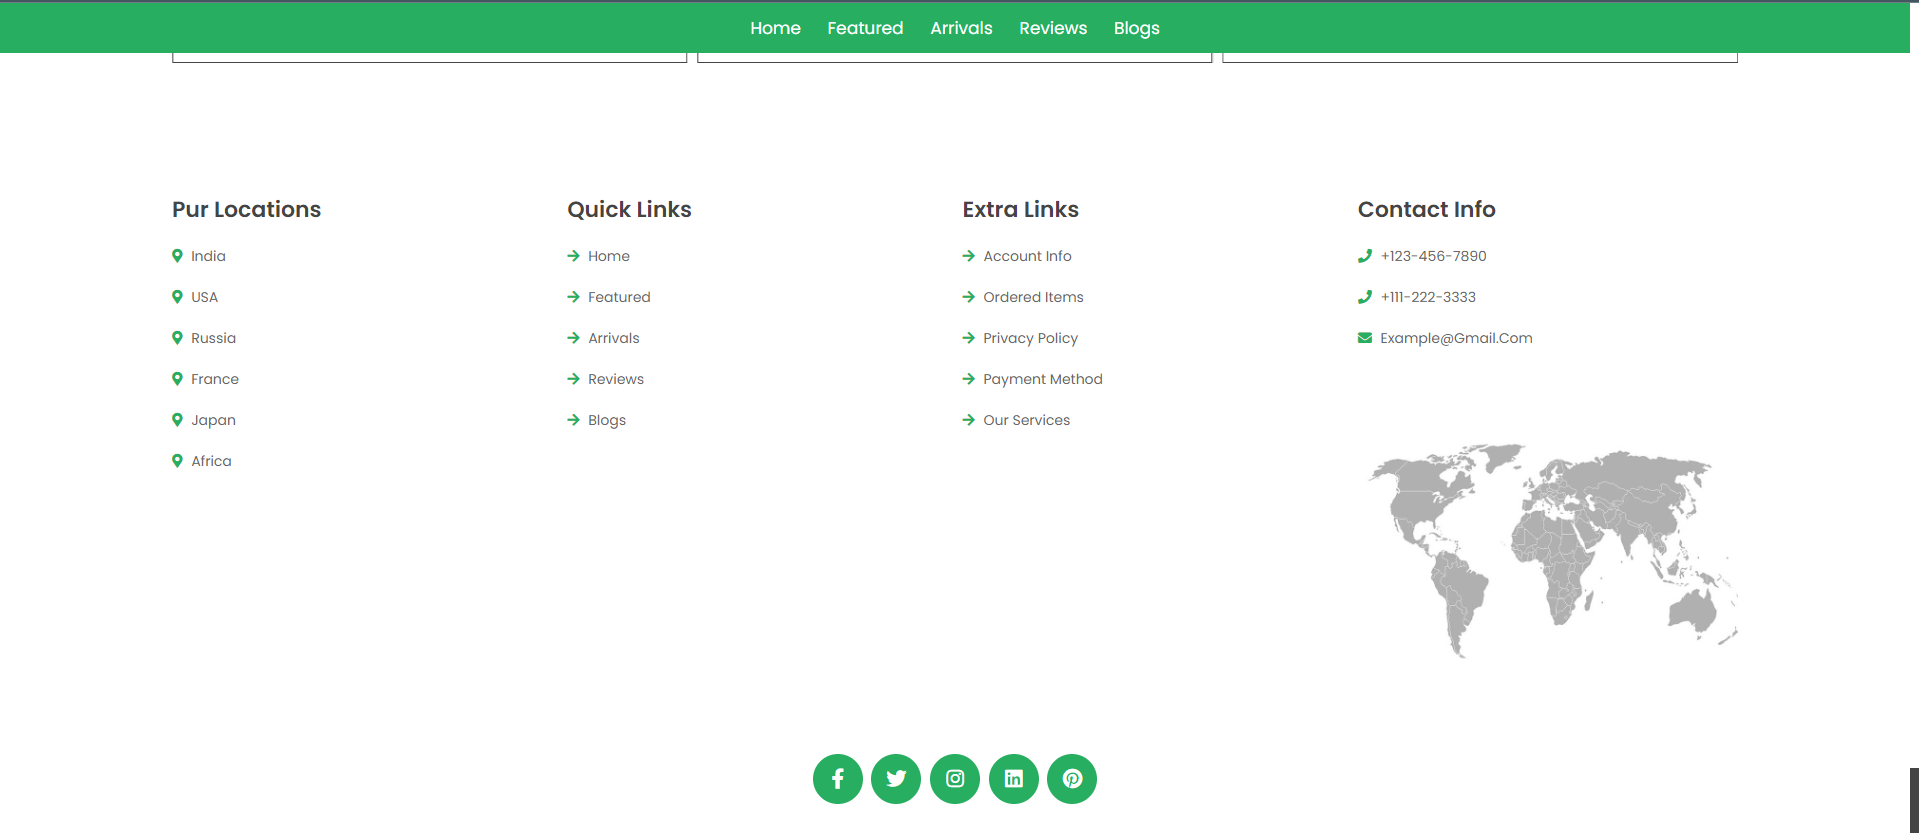 Home Featured Arrivals Reviews Blogs
Pur Locations
India
USA
Russia
France
Japan
Africa
Quick Links
Home
Featured
Arrivals
Reviews
Blogs
Extra Links
Account Info
Ordered Items
Privacy Policy
Payment Method
Our Services
Contact Info
+123-456-7890
+111-222-3333
Example@Gmail.Com